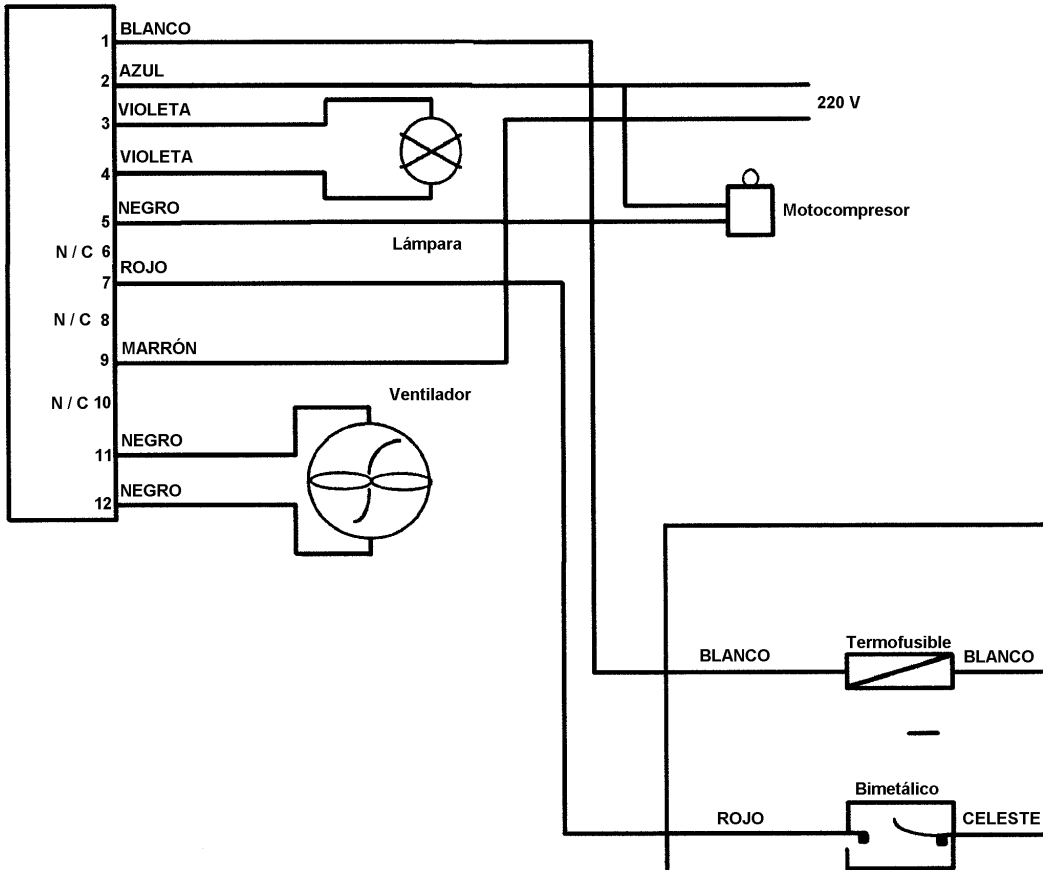 BLANCO
1
AZUL
2
220 V
VIOLETA
3
VIOLETA
4
NEGRO
5
Motocompresor
Lámpara
N / C 6
ROJO
7
N / C 8
MARRÓN
9
Ventilador
N / C 10
NEGRO
11
NEGRO
12
Termofusible
BLANCO
BLANCO
Bimetálico
ROJO
CELESTE